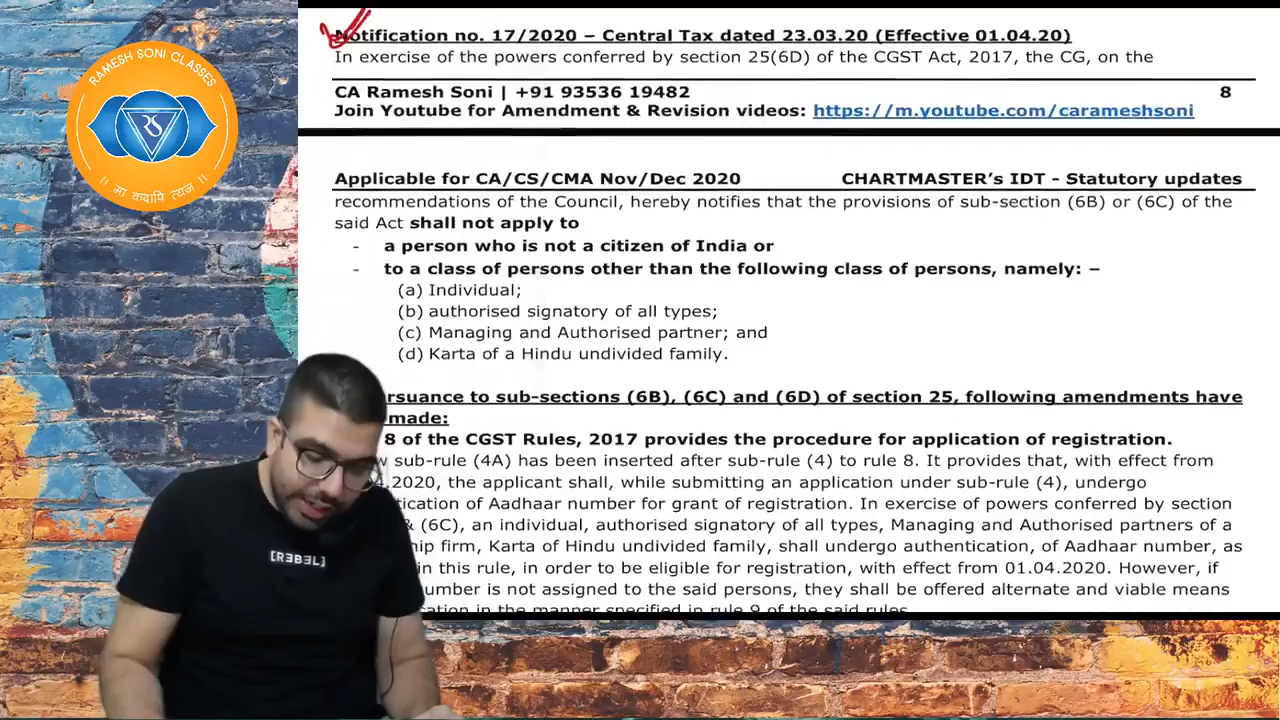 RAMESH SONI CLASSES
|| मा कदापि त्यज ||
Notification no. 17/2020 – Central Tax dated 23.03.20 (Effective 01.04.20)
In exercise of the powers conferred by section 25(6D) of the CGST Act, 2017, the CG, on the
CA Ramesh Soni | +91 93536 19482 8
Join Youtube for Amendment & Revision videos: https://m.youtube.com/carameshsoni
Applicable for CA/CS/CMA Nov/Dec 2020 CHARTMASTER's IDT - Statutory updates
recommendations of the Council, hereby notifies that the provisions of sub-section (6B) or (6C) of the
said Act shall not apply to
- a person who is not a citizen of India or
- to a class of persons other than the following class of persons, namely: –
(a) Individual;
(b) authorised signatory of all types;
(c) Managing and Authorised partner; and
(d) Karta of a Hindu undivided family.
rsuance to sub-sections (6B), (6C) and (6D) of section 25, following amendments have
made:
8 of the CGST Rules, 2017 provides the procedure for application of registration.
sub-rule (4A) has been inserted after sub-rule (4) to rule 8. It provides that, with effect from
.2020, the applicant shall, while submitting an application under sub-rule (4), undergo
tication of Aadhaar number for grant of registration. In exercise of powers conferred by section
& (6C), an individual, authorised signatory of all types, Managing and Authorised partners of a
hip firm, Karta of Hindu undivided family, shall undergo authentication, of Aadhaar number, as
in this rule, in order to be eligible for registration, with effect from 01.04.2020. However, if
umber is not assigned to the said persons, they shall be offered alternate and viable means
cation in the manner specified in rule 9 of the said rules.
[RƎBƎL]